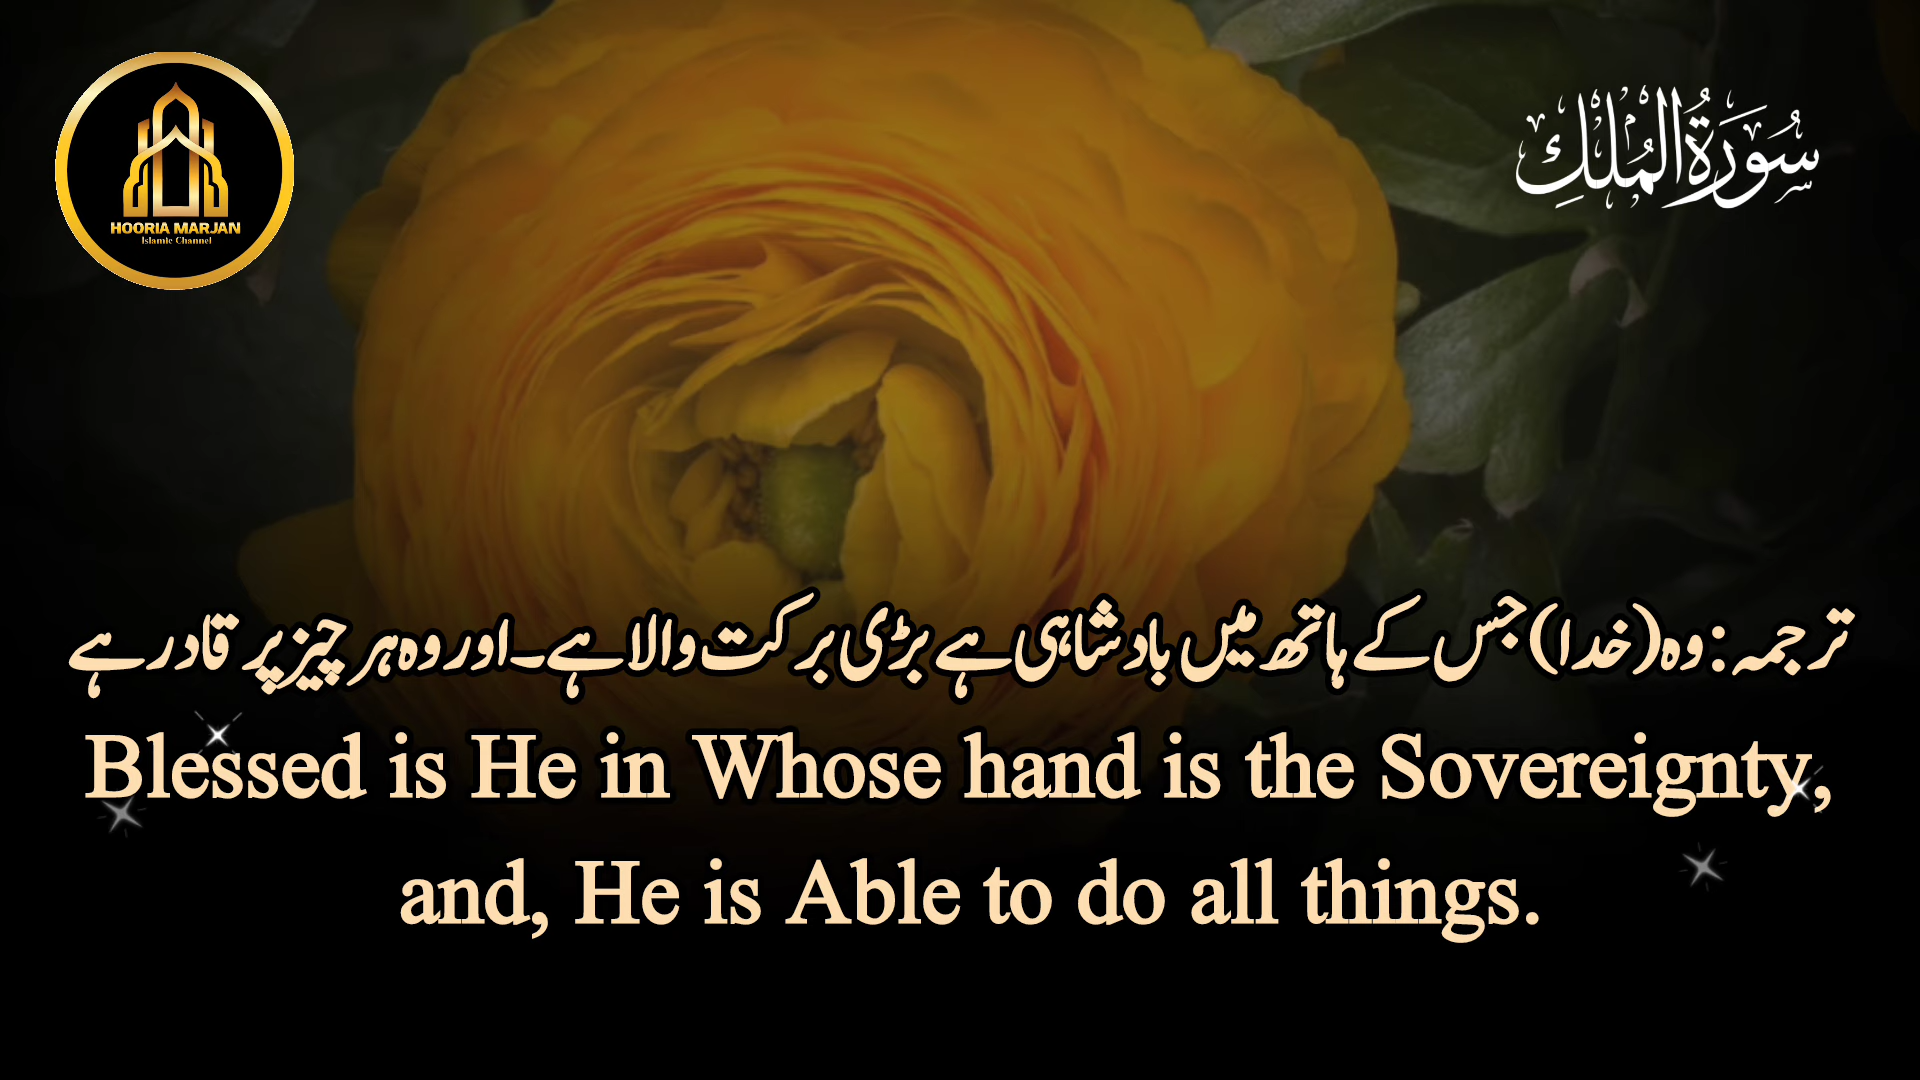 HOORIA MARJAN
Islamic Channel
سُورَةُ الْمُلْكِ
ترجمہ: وہ (خدا) جس کے ہاتھ میں بادشاہی ہے بڑی برکت والا ہے۔ اور وہ ہر چیز پر قادر ہے
Blessed is He in Whose hand is the Sovereignty,
and, He is Able to do all things.